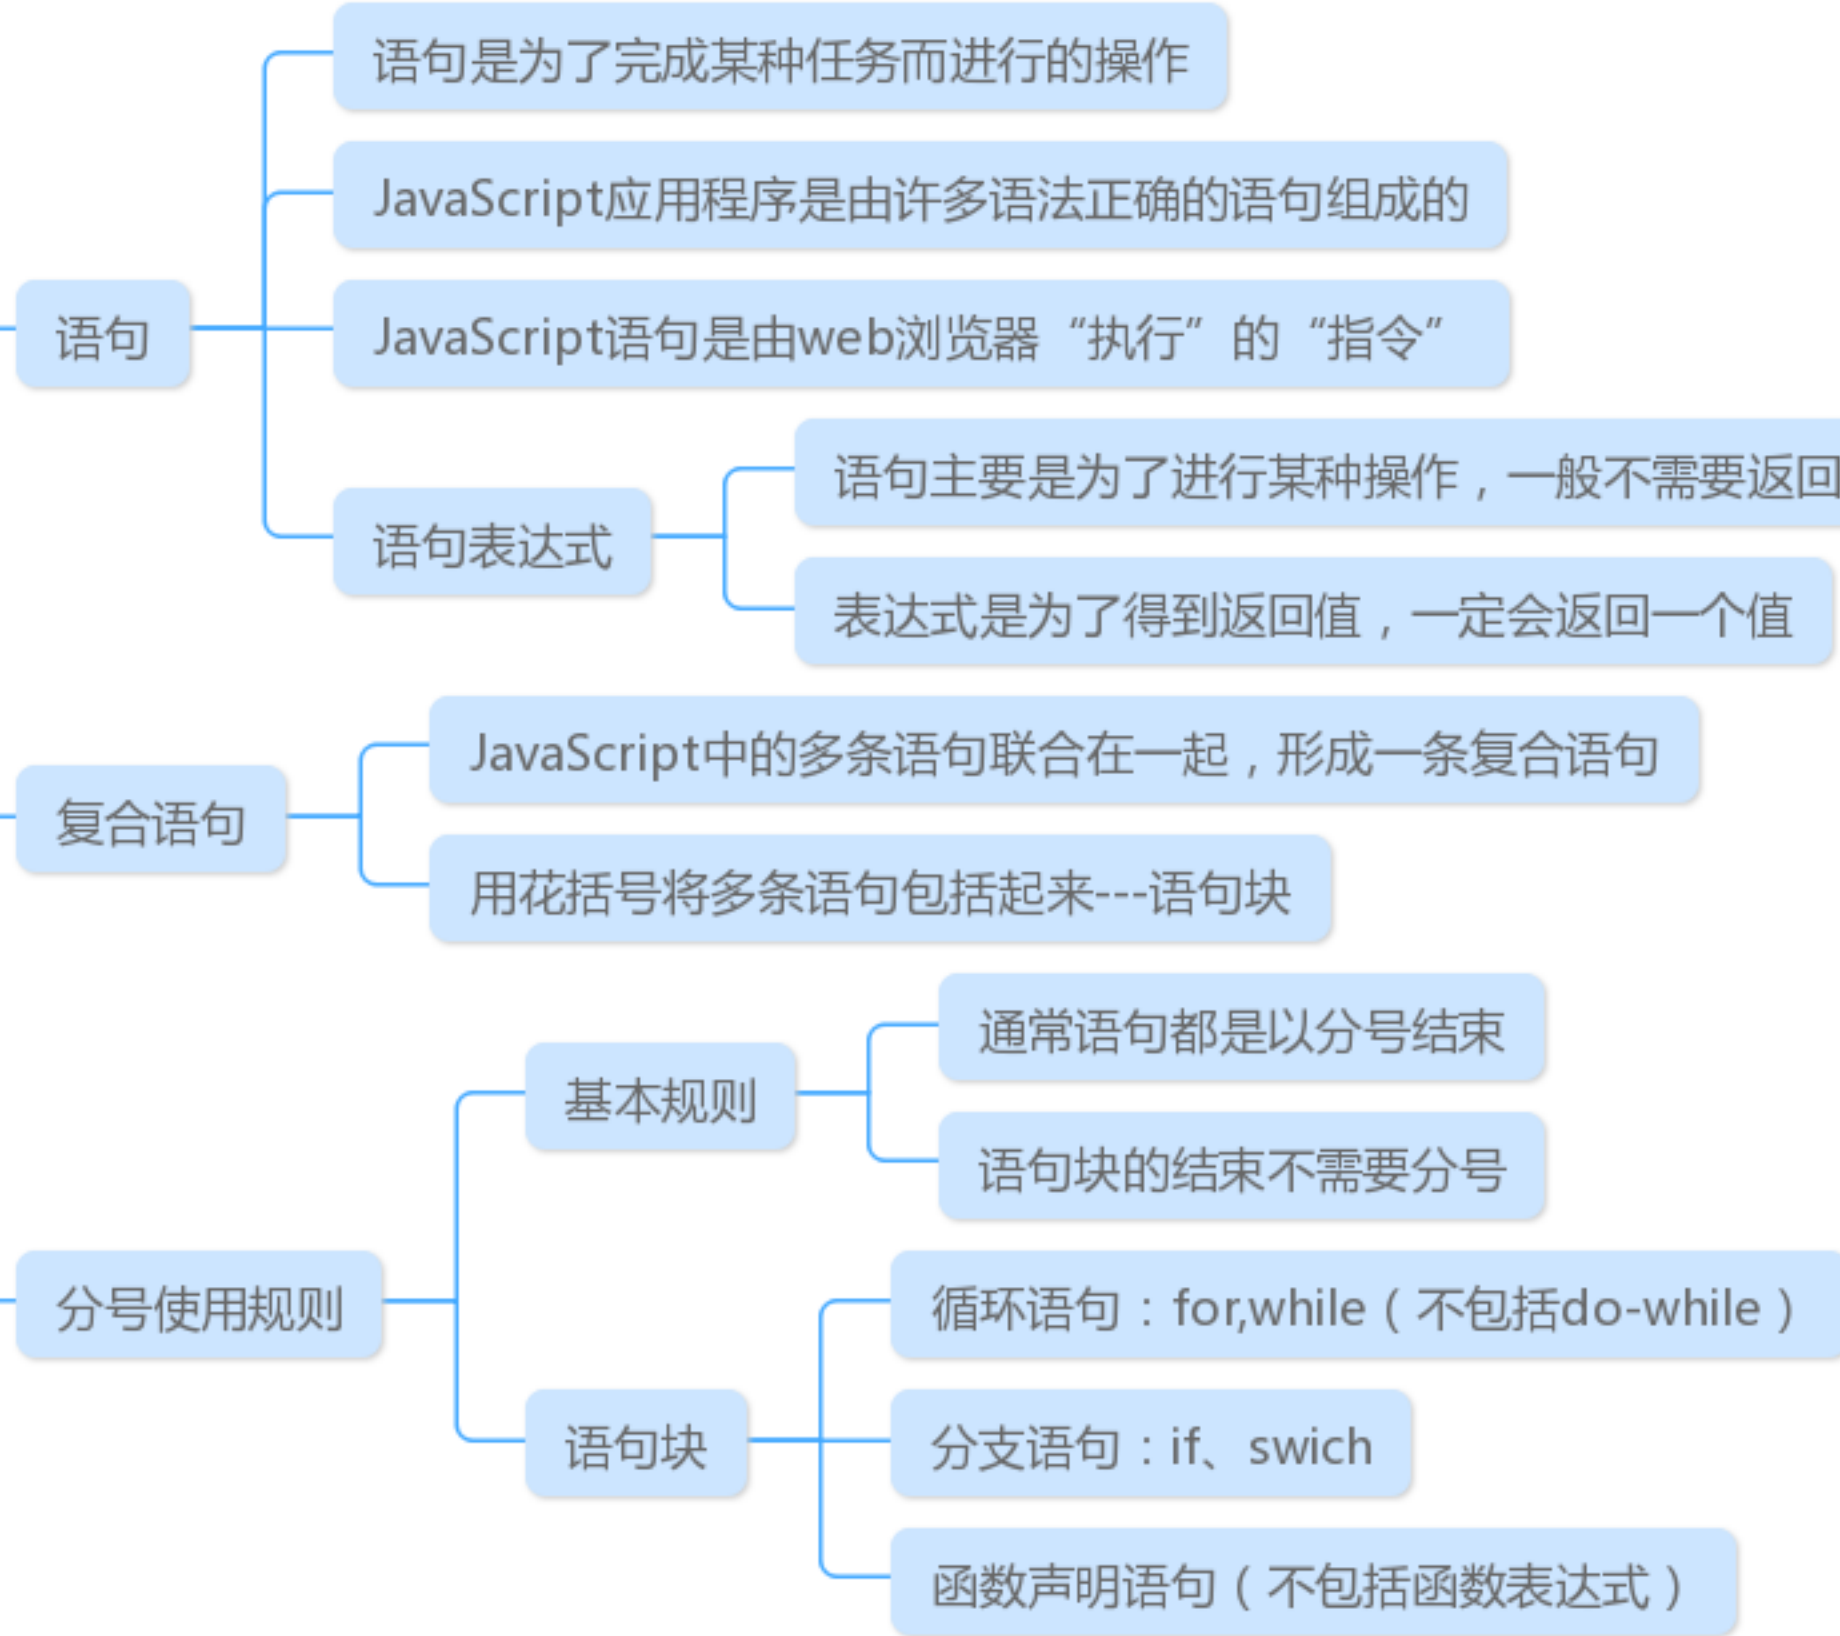 语句
语句是为了完成某种任务而进行的操作
JavaScript应用程序是由许多语法正确的语句组成的
JavaScript语句是由web浏览器“执行”的“指令”
语句表达式
语句主要是为了进行某种操作，一般不需要返回
表达式是为了得到返回值，一定会返回一个值
复合语句
JavaScript中的多条语句联合在一起，形成一条复合语句
用花括号将多条语句包括起来---语句块
分号使用规则
基本规则
通常语句都是以分号结束
语句块的结束不需要分号
语句块
循环语句：for,while（不包括do-while）
分支语句：if、swich
函数声明语句（不包括函数表达式）